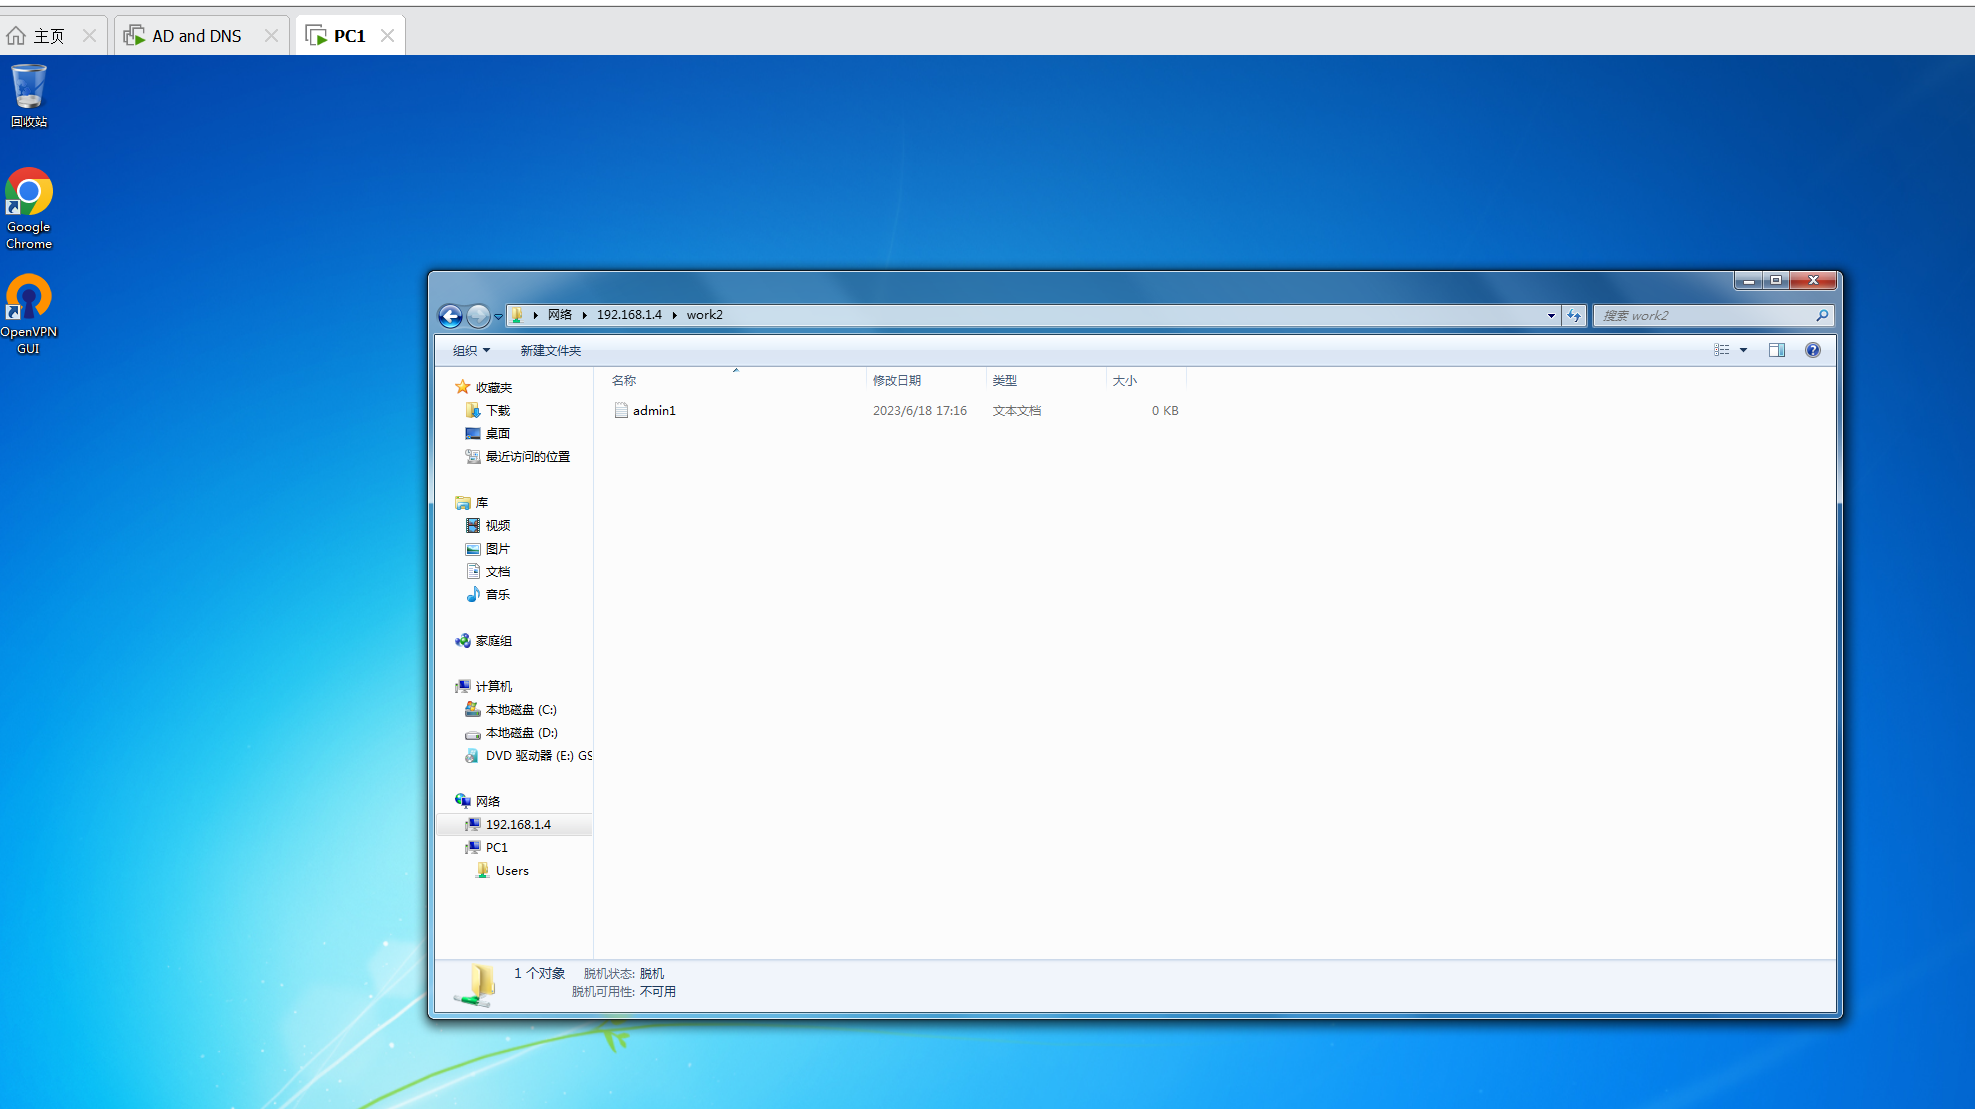 主页
AD and DNS
PC1
回收站
Google
Chrome
OpenVPN
GUI
网络
192.168.1.4
work2
搜索 work2
组织
新建文件夹
名称
修改日期
类型
大小
admin1
2023/6/18 17:16
文本文档
0 KB
收藏夹
下载
桌面
最近访问的位置
库
视频
图片
文档
音乐
家庭组
计算机
本地磁盘 (C:)
本地磁盘 (D:)
DVD 驱动器 (E:) GS
网络
192.168.1.4
PC1
Users
1 个对象
脱机状态: 脱机
脱机可用性: 不可用